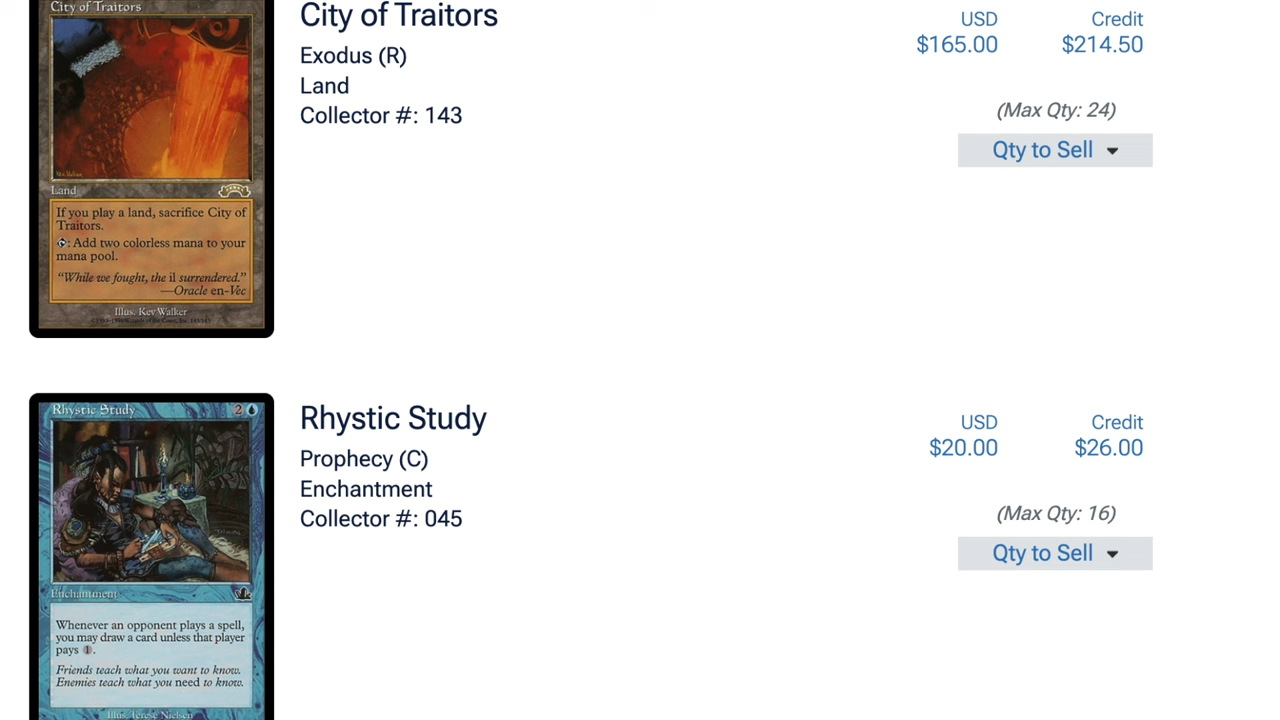 City of Traitors
Land
If you play a land, sacrifice City of
Traitors.
: Add two colorless mana to your
mana pool.
“While we fought, the il surrendered.”
—Oracle en-Vec
Illus. Kev Walker
City of Traitors
Exodus (R)
Land
Collector #: 143
USD Credit
$165.00 $214.50
(Max Qty: 24)
Qty to Sell
Rhystic Study 2
Enchantment
Whenever an opponent plays a spell,
you may draw a card unless that player
pays 1.
Friends teach what you want to know.
Enemies teach what you need to know.
Illus. Terese Nielsen
Rhystic Study
Prophecy (C)
Enchantment
Collector #: 045
USD Credit
$20.00 $26.00
(Max Qty: 16)
Qty to Sell